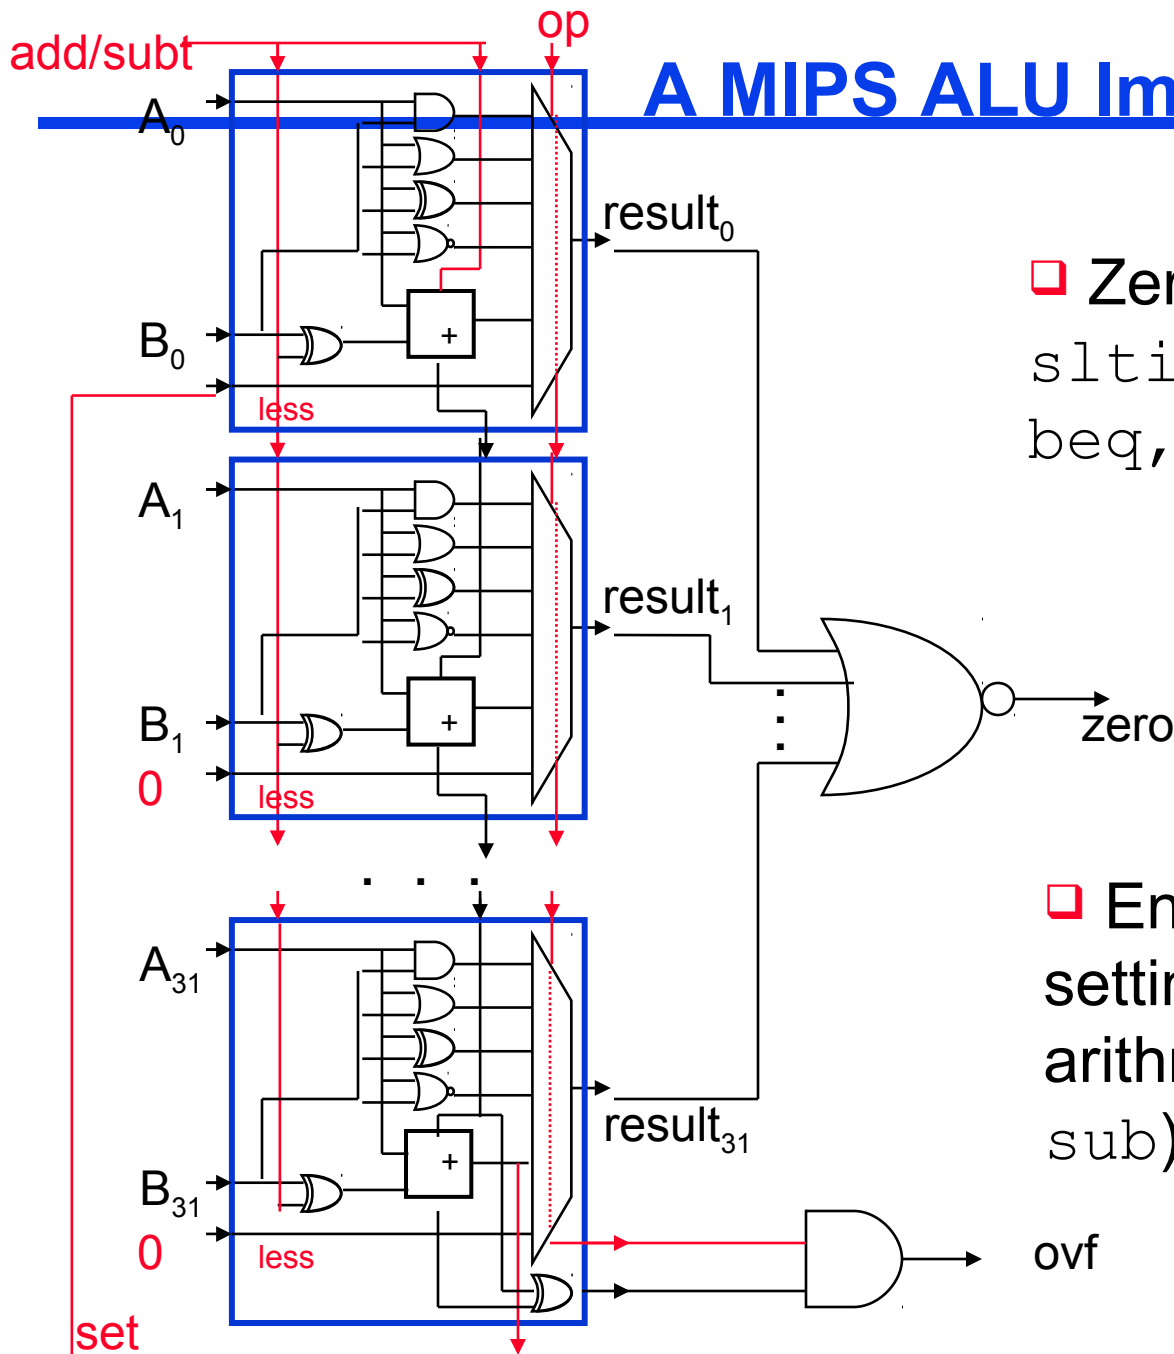 op
add/subt
A MIPS ALU Im
A0
result0
Zer
B0
+
slti
less
beq,
A1
result1
B1
+
zero
0
less
. . .
En
A31
settin
arith
result31
+
sub)
B31
0
less
ovf
set